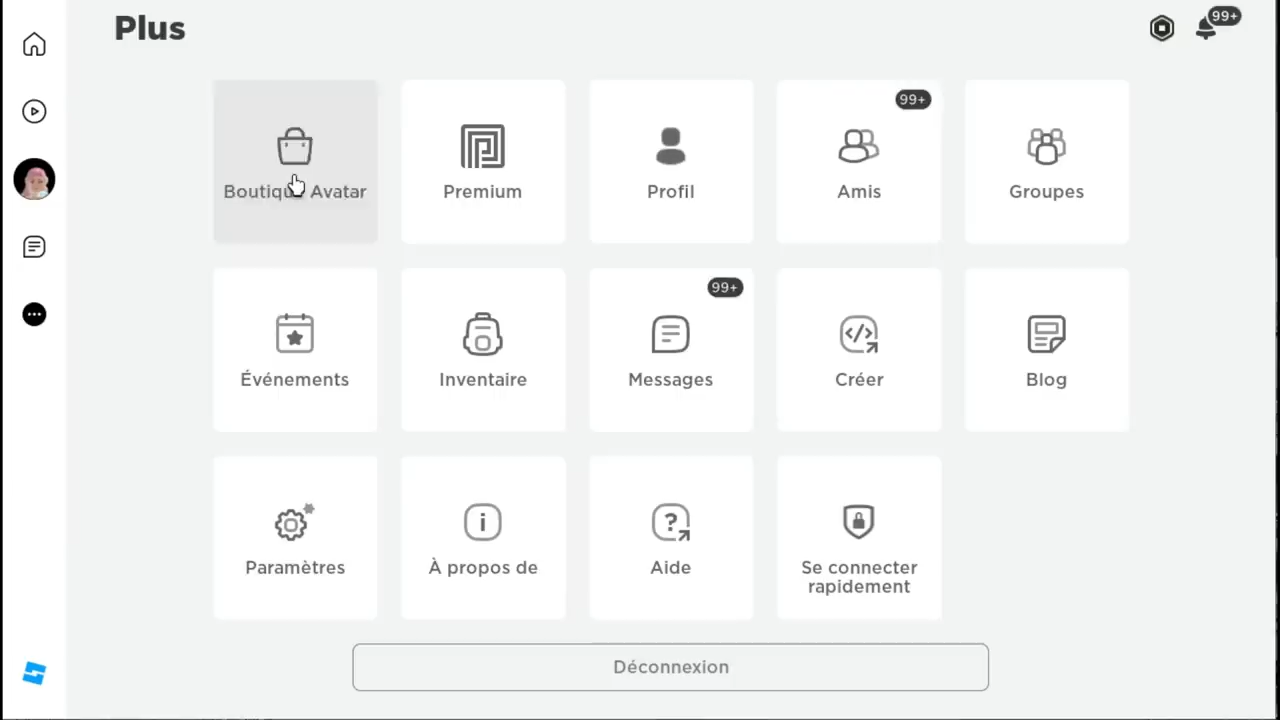 Plus
99+
Boutique Avatar
Premium
Profil
99+
Amis
Groupes
Événements
Inventaire
99+
Messages
Créer
Blog
Paramètres
À propos de
Aide
Se connecter
rapidement
Déconnexion